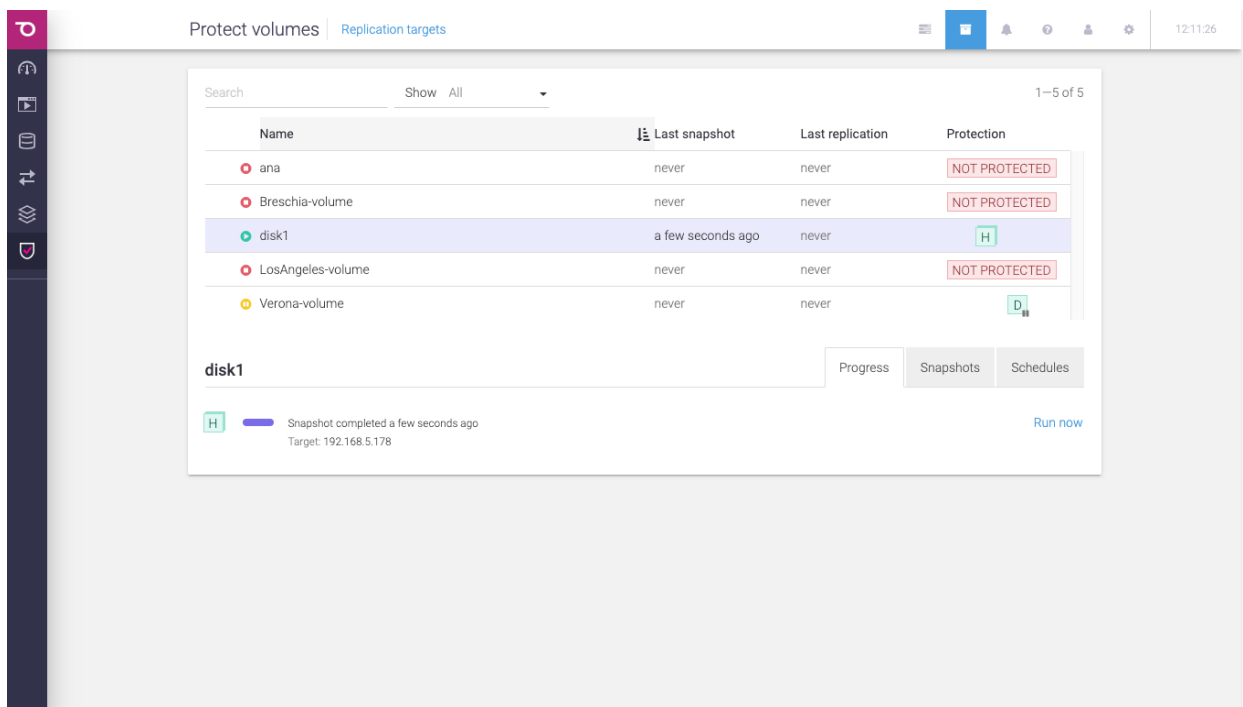 Protect volumes Replication targets 12:11:26
Search Show All 1—5 of 5
Name Last snapshot Last replication Protection
ana never never NOT PROTECTED
Breschia-volume never never NOT PROTECTED
disk1 a few seconds ago never H
LosAngeles-volume never never NOT PROTECTED
Verona-volume never never D
disk1 Progress Snapshots Schedules
H Snapshot completed a few seconds ago Run now
Target: 192.168.5.178